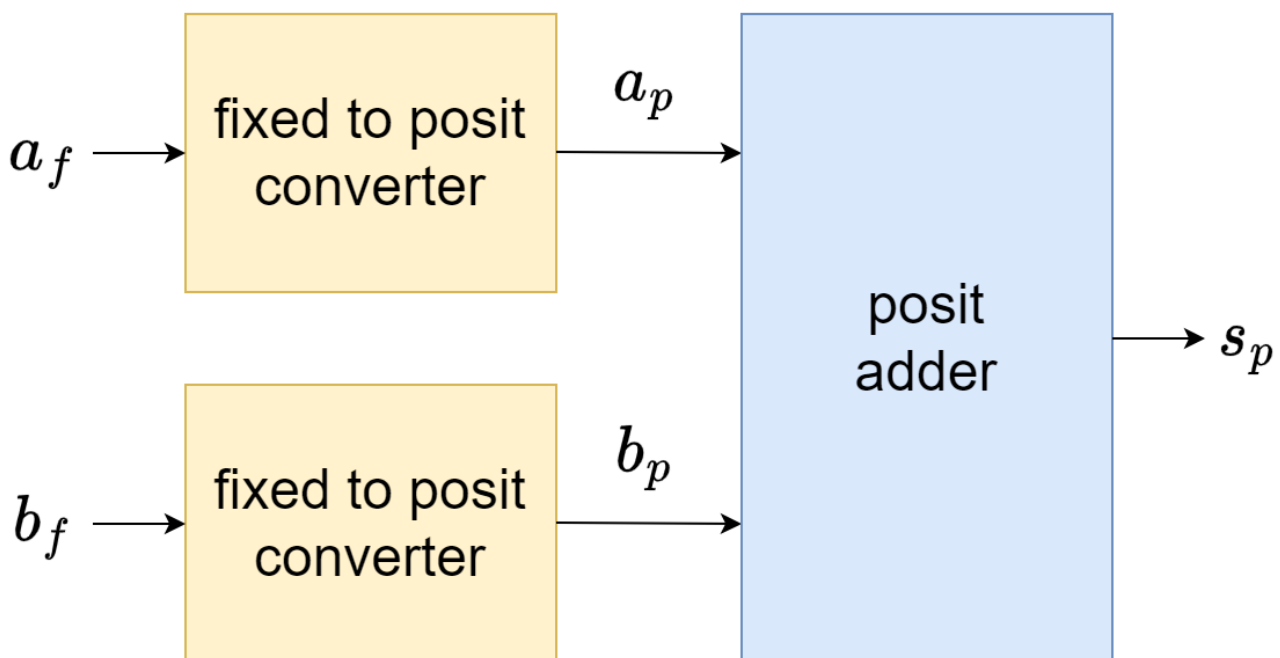 a_f
fixed to posit
converter
a_p
posit
adder
s_p
b_f
fixed to posit
converter
b_p